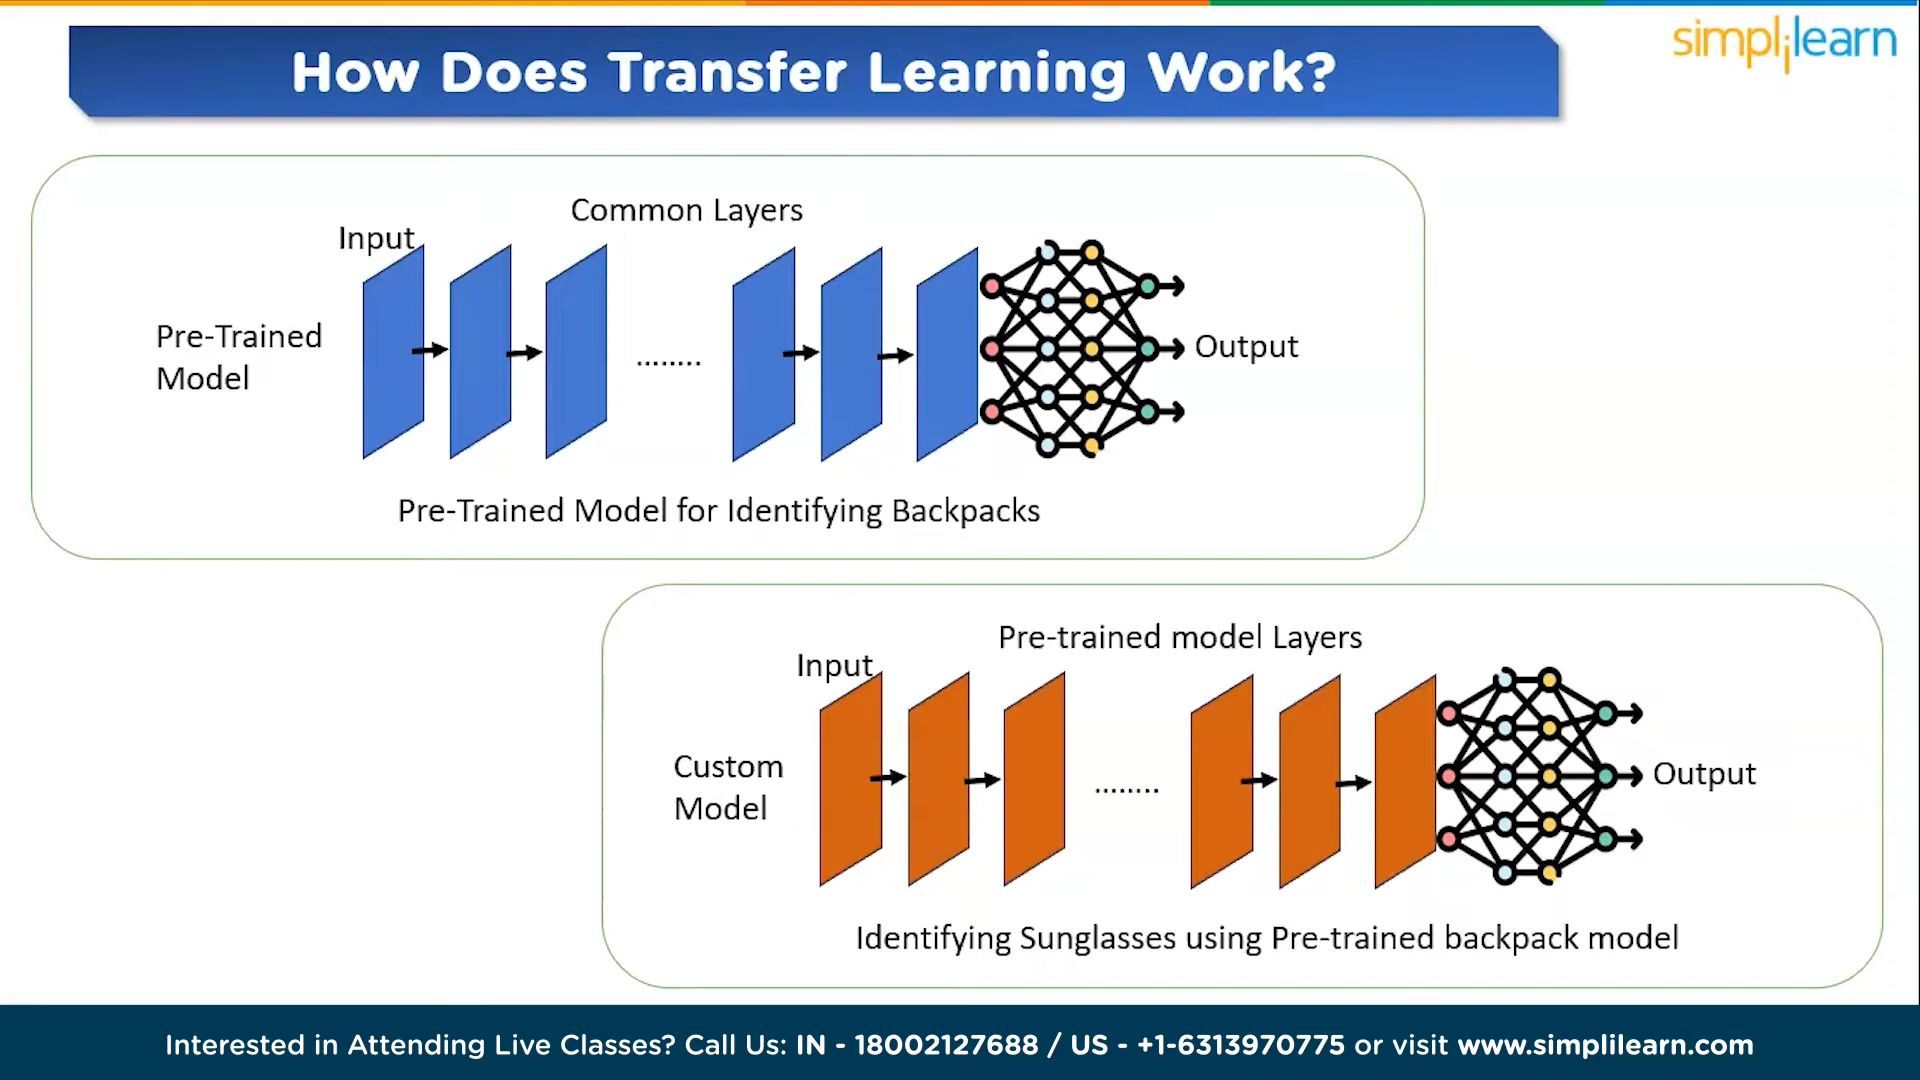 How Does Transfer Learning Work?
simplilearn
Common Layers
Input
Pre-Trained
Model
........
Output
Pre-Trained Model for Identifying Backpacks
Pre-trained model Layers
Input
Custom
Model
........
Output
Identifying Sunglasses using Pre-trained backpack model
Interested in Attending Live Classes? Call Us: IN - 18002127688 / US - +1-6313970775 or visit www.simplilearn.com